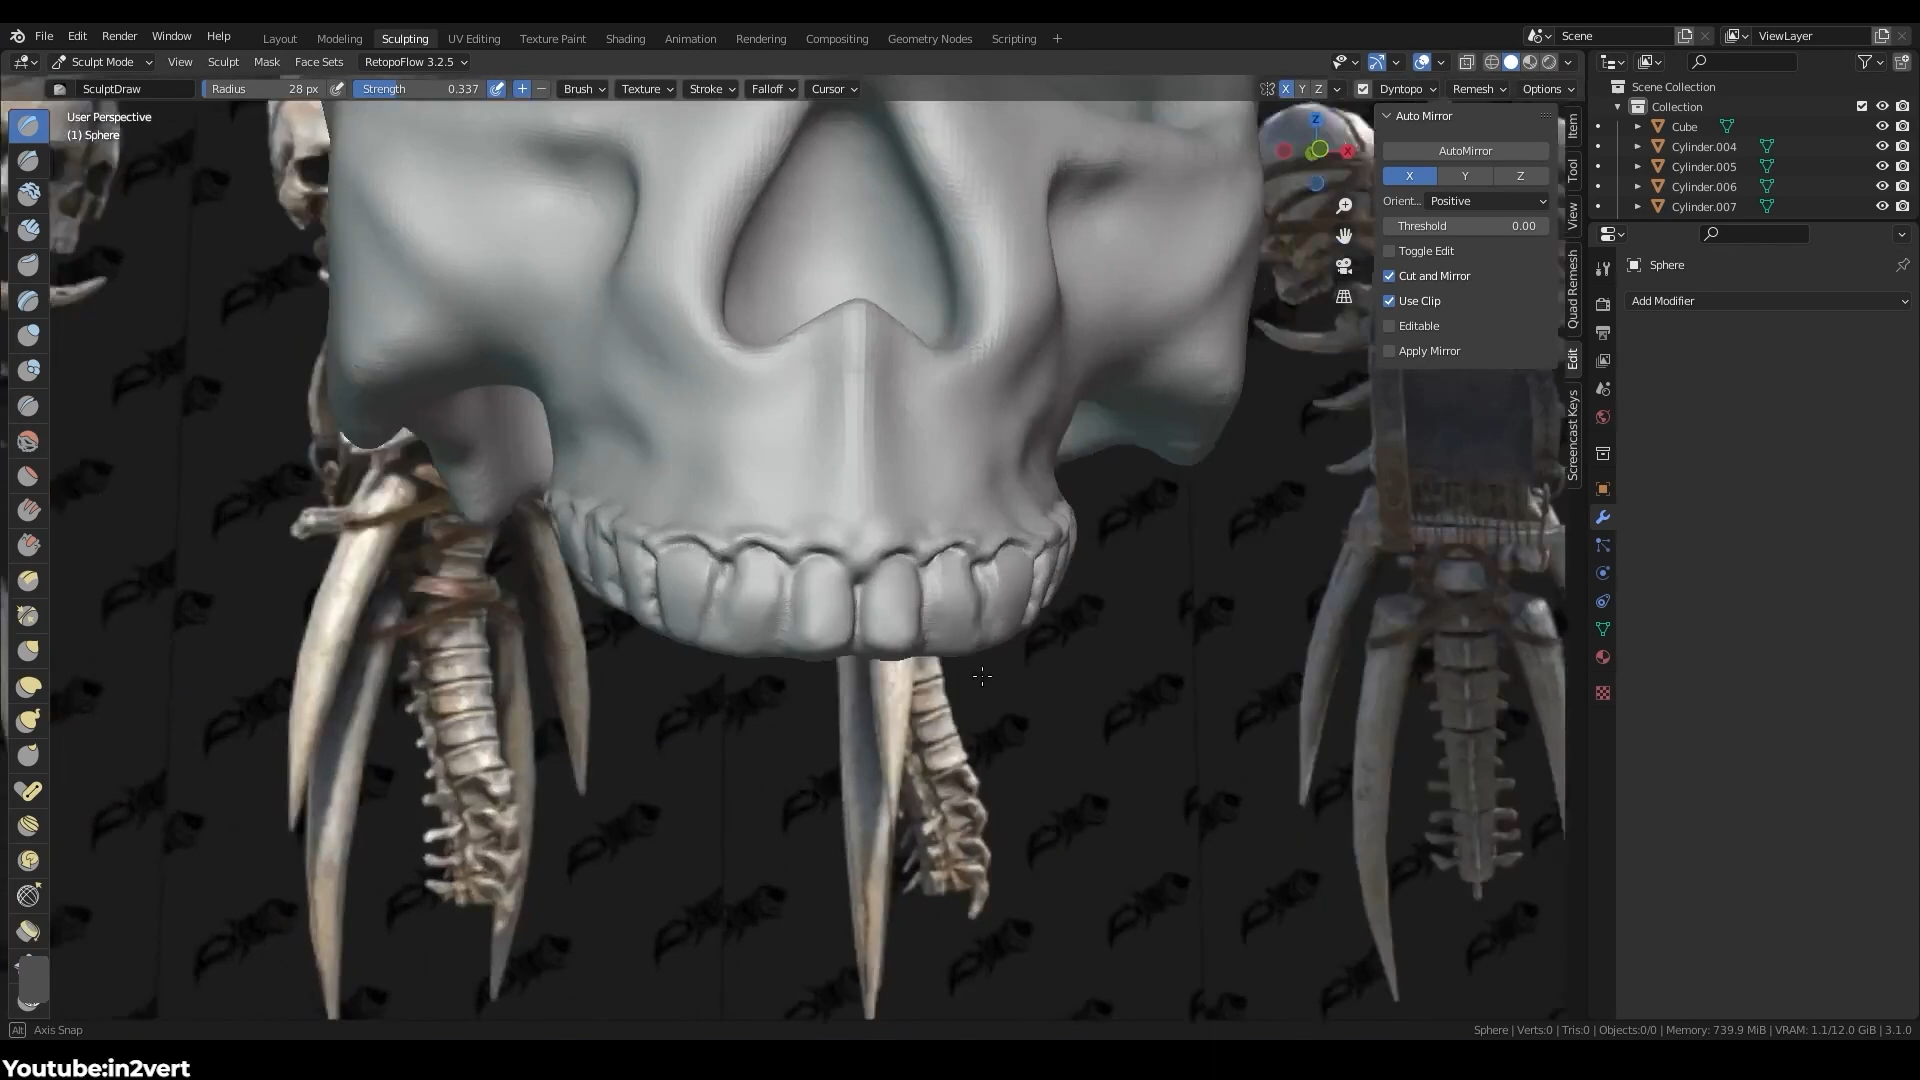 File Edit Render Window Help
Layout Modeling Sculpting UV Editing Texture Paint Shading Animation Rendering Compositing Geometry Nodes Scripting +
Scene
ViewLayer
Sculpt Mode View Sculpt Mask Face Sets RetopoFlow 3.2.5
SculptDraw Radius 28 px Strength 0.337 Brush Texture Stroke Falloff Cursor X Y Z Dyntopo Remesh Options
User Perspective
(1) Sphere
Z
X
Auto Mirror
AutoMirror
X Y Z
Orient... Positive
Threshold 0.00
Toggle Edit
Cut and Mirror
Use Clip
Editable
Apply Mirror
Item
Tool
View
Quad Remesh
Edit
Screencast Keys
Scene Collection
Collection
Cube
Cylinder.004
Cylinder.005
Cylinder.006
Cylinder.007
Sphere
Add Modifier
Alt Axis Snap
Sphere | Verts:0 | Tris:0 | Objects:0/0 | Memory: 739.9 MiB | VRAM: 1.1/12.0 GiB | 3.1.0
Youtube:in2vert